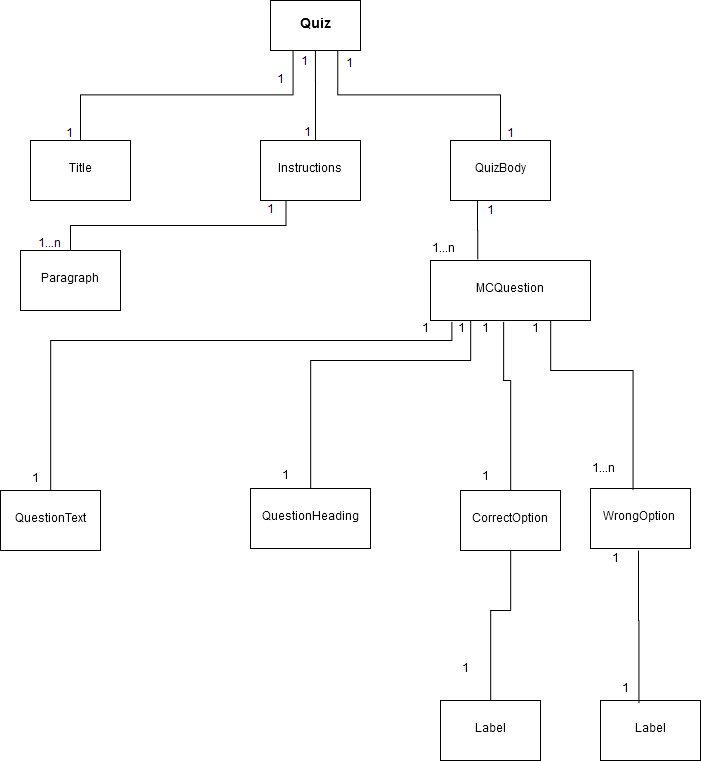 Quiz
1
1
1
1
1
1
Title
Instructions
QuizBody
1
1
1...n
1...n
Paragraph
MCQuestion
1
1
1
1
1
1
1
1...n
QuestionText
QuestionHeading
CorrectOption
WrongOption
1
1
1
Label
Label